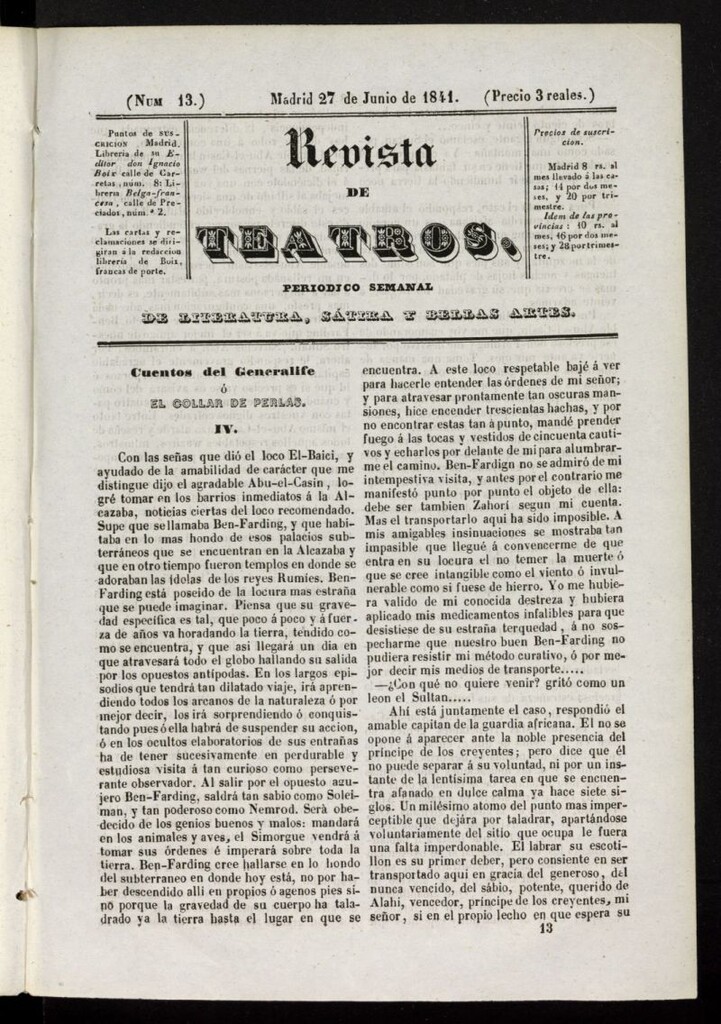 (Num 13.)
Madrid 27 de Junio de 1841.
(Precio 3 reales.)
Puntos de sus-
cricion Madrid.
Librería de su E-
ditor don Ignacio
Boix calle de Car-
retas, núm. 8: Li-
breria Belga-fran-
cesa, calle de Pre-
ciados, núm.º 2.
Las cartas y re-
clamaciones se diri-
giran á la redaccion
libreria de Boix,
francas de porte.
Revista
DE
TEATROS.
PERIODICO SEMANAL
DE LITERATURA, SÁTIRA Y BELLAS ARTES.
Precios de suscri-
cion.
Madrid 8 rs. al
mes llevado á las ca-
sas; 14 por dos me-
ses, y 20 por tri-
mestre.
Idem de las pro-
vincias: 10 rs. al
mes, 16 por dos me-
ses; y 28 por trimes-
tre.
Cuentos del Generalife
ó
EL COLLAR DE PERLAS.
IV.
Con las señas que dió el loco El-Baici, y
ayudado de la amabilidad de carácter que me
distingue dijo el agradable Abu-el-Casin, lo-
gré tomar en los barrios inmediatos á la Al-
cazaba, noticias ciertas del loco recomendado.
Supe que se llamaba Ben-Farding, y que habi-
taba en lo mas hondo de esos palacios sub-
terráneos que se encuentran en la Alcazaba y
que en otro tiempo fueron templos en donde se
adoraban las ídolas de los reyes Rumíes. Ben-
Farding está poseido de la locura mas estraña
que se puede imaginar. Piensa que su grave-
dad específica es tal, que poco á poco y á fuer-
za de años va horadando la tierra, tendido co-
mo se encuentra, y que asi llegará un dia en
que atravesará todo el globo hallando su salida
por los opuestos antípodas. En los largos epi-
sodios que tendrá tan dilatado viaje, irá apren-
diendo todos los arcanos de la naturaleza ó por
mejor decir, los irá sorprendiendo ó conquis-
tando pues ó ella habrá de suspender su accion,
ó en los ocultos elaboratorios de sus entrañas
ha de tener sucesivamente en perdurable y
estudiosa visita á tan curioso como perseve-
rante observador. Al salir por el opuesto agu-
jero Ben-Farding, saldrá tan sabio como Solei-
man, y tan poderoso como Nemrod. Será obe-
decido de los genios buenos y malos: mandará
en los animales y aves, el Simorgue vendrá á
tomar sus órdenes é imperará sobre toda la
tierra. Ben-Farding cree hallarse en lo hondo
del subterraneo en donde hoy está, no por ha-
ber descendido alli en propios ó agenos pies si-
nó porque la gravedad de su cuerpo ha tala-
drado ya la tierra hasta el lugar en que se
encuentra. A este loco respetable bajé á ver
para hacerle entender las órdenes de mi señor;
y para atravesar prontamente tan oscuras man-
siones, hice encender trescientas hachas, y por
no encontrar estas tan á punto, mandé prender
fuego á las tocas y vestidos de cincuenta cauti-
vos y echarlos por delante de mi para alumbrar-
me el camino. Ben-Fardign no se admiró de mi
intempestiva visita, y antes por el contrario me
manifestó punto por punto el objeto de ella:
debe ser tambien Zahorí segun mi cuenta.
Mas el transportarlo aqui ha sido imposible. A
mis amigables insinuaciones se mostraba tan
impasible que llegué á convencerme de que
entra en su locura el no temer la muerte ó
que se cree intangible como el viento ó invul-
nerable como si fuese de hierro. Yo me hubie-
ra valido de mi conocida destreza y hubiera
aplicado mis medicamentos infalibles para que
desistiese de su estraña terquedad, á no sos-
pecharme que nuestro buen Ben-Farding no
pudiera resistir mi método curativo, ó por me-
jor decir mis medios de transporte.....
—¿Con qué no quiere venir? gritó como un
leon el Sultan.....
Ahí está juntamente el caso, respondió el
amable capitan de la guardia africana. El no se
opone á aparecer ante la noble presencia del
príncipe de los creyentes; pero dice que él
no puede separar á su voluntad, ni por un ins-
tante de la lentísima tarea en que se encuen-
tra afanado en dulce calma ya hace siete si-
glos. Un milésimo atomo del punto mas imper-
ceptible que dejára por taladrar, apartándose
voluntariamente del sitio que ocupa le fuera
una falta imperdonable. El labrar su escoti-
llon es su primer deber, pero consiente en ser
transportado aqui en gracia del generoso, del
nunca vencido, del sábio, potente, querido de
Alahi, vencedor, príncipe de los creyentes, mi
señor, si en el propio lecho en que espera su
13